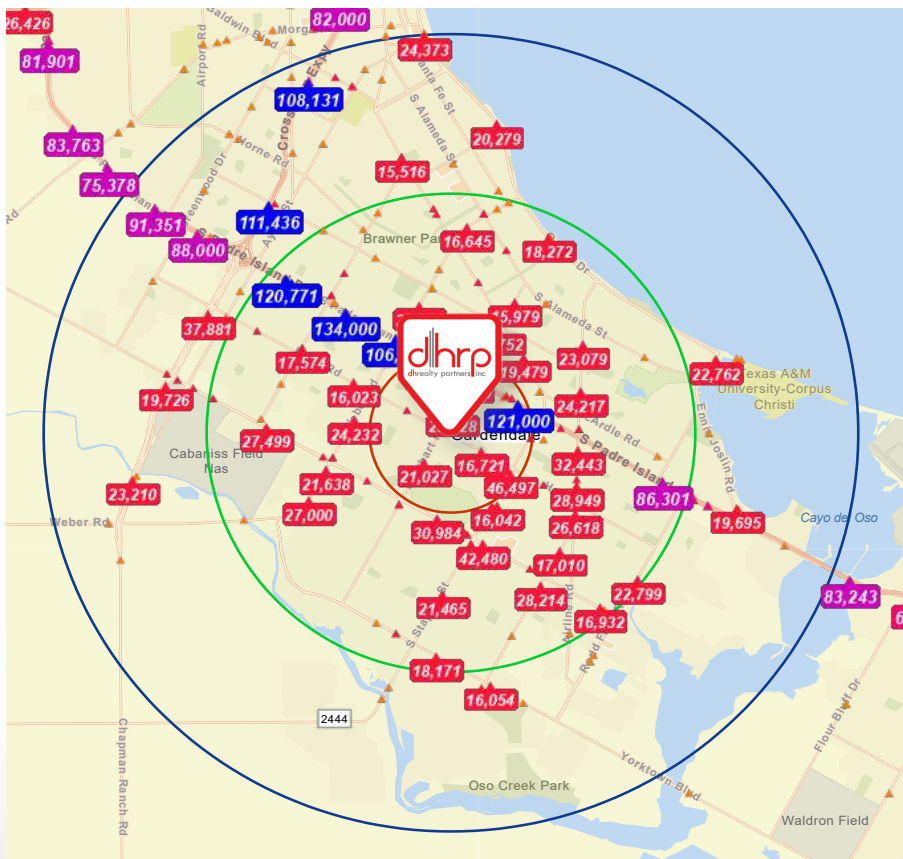 26,426
82,000
Baldwin Blvd
Morgan
81,901
24,373
Airport Rd
Expy
Cross
108,131
Santa Fe St
S Alameda St
20,279
83,763
Horne Rd
15,516
75,378
Greenwood Dr
91,351
111,436
88,000
Brawner
16,645
18,272
Dr
S Padre Island
120,771
S Alameda St
15,979
37,881
134,000
106,
17,574
dhrp
dhrealty partners, inc
23,079
19,479
22,762
Texas A&M
University-Corpus
Christi
16,023
19,726
24,217
121,000
McArdie Rd
Ennis Joslin Rd
24,232
27,499
Gardendale
S Padre Island
Cabaniss Field
Nas
16,721
32,443
21,027
21,638
46,497
23,210
27,000
28,949
86,301
Weber Rd
16,042
26,618
19,695
Cayo del Oso
30,984
42,480
17,010
28,214
22,799
83,243
21,465
S Staples St
Airline Rd
16,932
Rodd Field
18,171
16,054
2444
Flour Bluff Dr
Chapman Ranch Rd
Yorktown Blvd
Oso Creek Park
Waldron Field